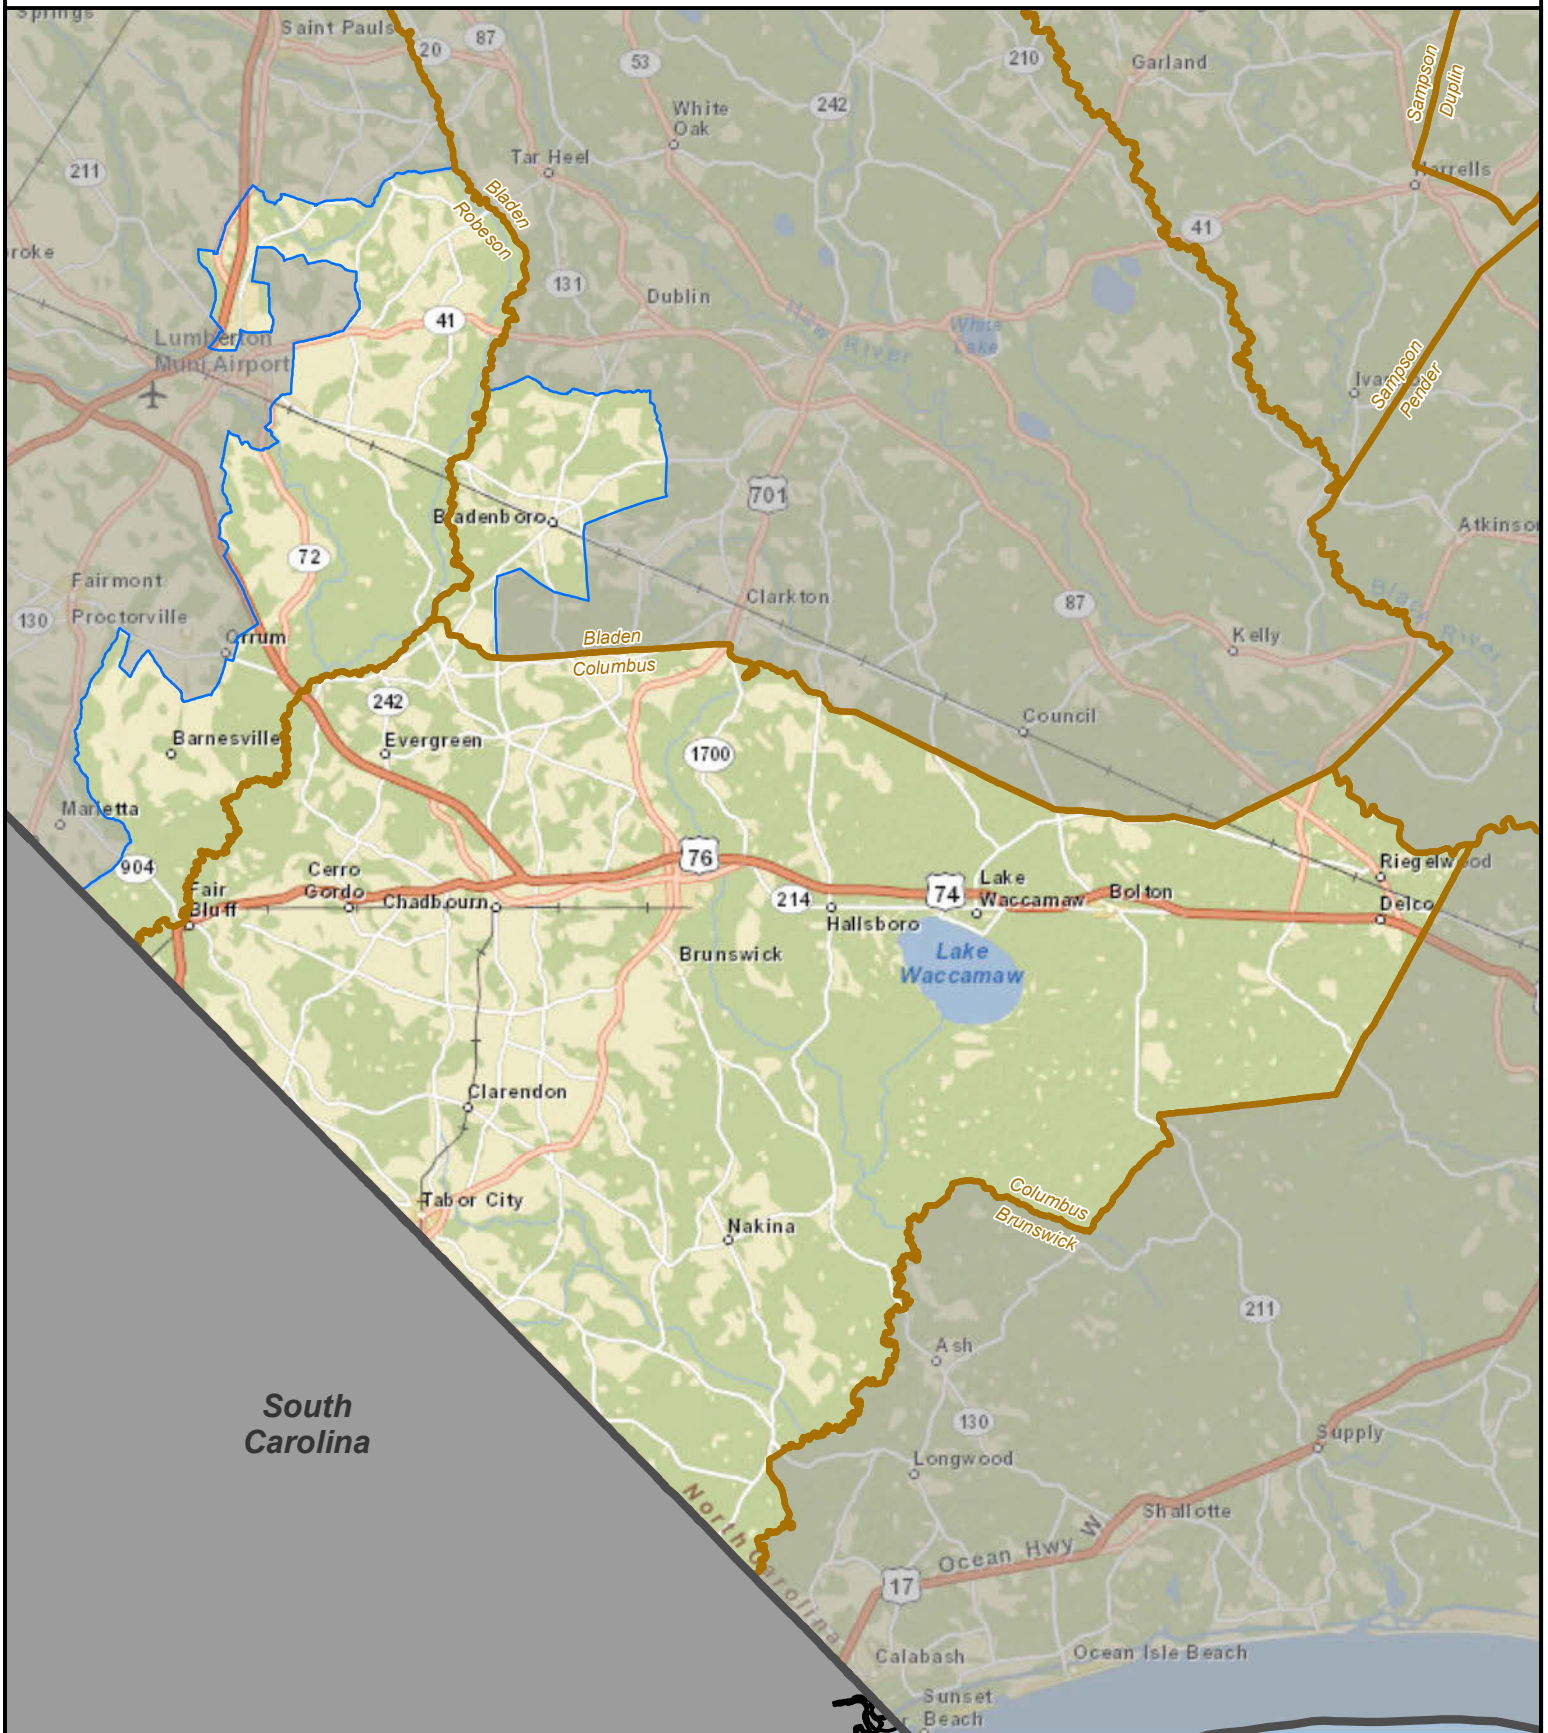 Springs
Saint Pauls
20
87
53
210
Garland
Sampson
Duplin
White
Oak
242
211
Tar Heel
Harrells
Bladen
Robeson
41
131
Dublin
41
White
Lake
Lumberton
Muni Airport
Sampson
Pender
701
Bladenboro
72
Atkinson
Fairmont
130
Proctorville
Clarkton
87
Black
River
Orrum
Bladen
Columbus
Kelly
242
Evergreen
Barnesville
1700
Council
Marietta
904
76
Riegelwood
Cerro
Gordo
Fair
Bluff
Chadbourn
214
74
Lake
Waccamaw
Bolton
Delco
Hallsboro
Brunswick
Lake
Waccamaw
Clarendon
Tabor City
Nakina
Columbus
Brunswick
211
Ash
South
Carolina
130
Supply
Longwood
Shallotte
North Carolina
Ocean Hwy W
17
Calabash
Ocean Isle Beach
Sunset
Beach